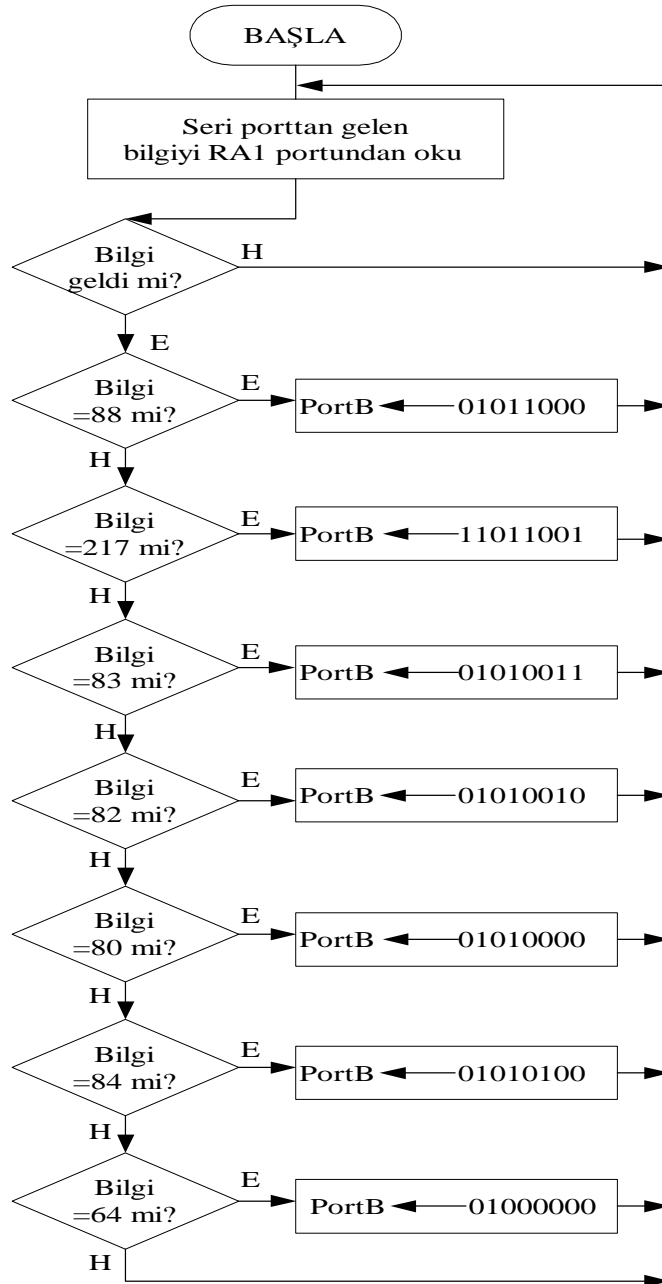 BAŞLA
Seri porttan gelen
bilgiyi RA1 portundan oku
Bilgi
geldi mi?
H
E
Bilgi
=88 mi?
E
PortB 01011000
H
Bilgi
=217 mi?
E
PortB 11011001
H
Bilgi
=83 mi?
E
PortB 01010011
H
Bilgi
=82 mi?
E
PortB 01010010
H
Bilgi
=80 mi?
E
PortB 01010000
H
Bilgi
=84 mi?
E
PortB 01010100
H
Bilgi
=64 mi?
E
PortB 01000000
H